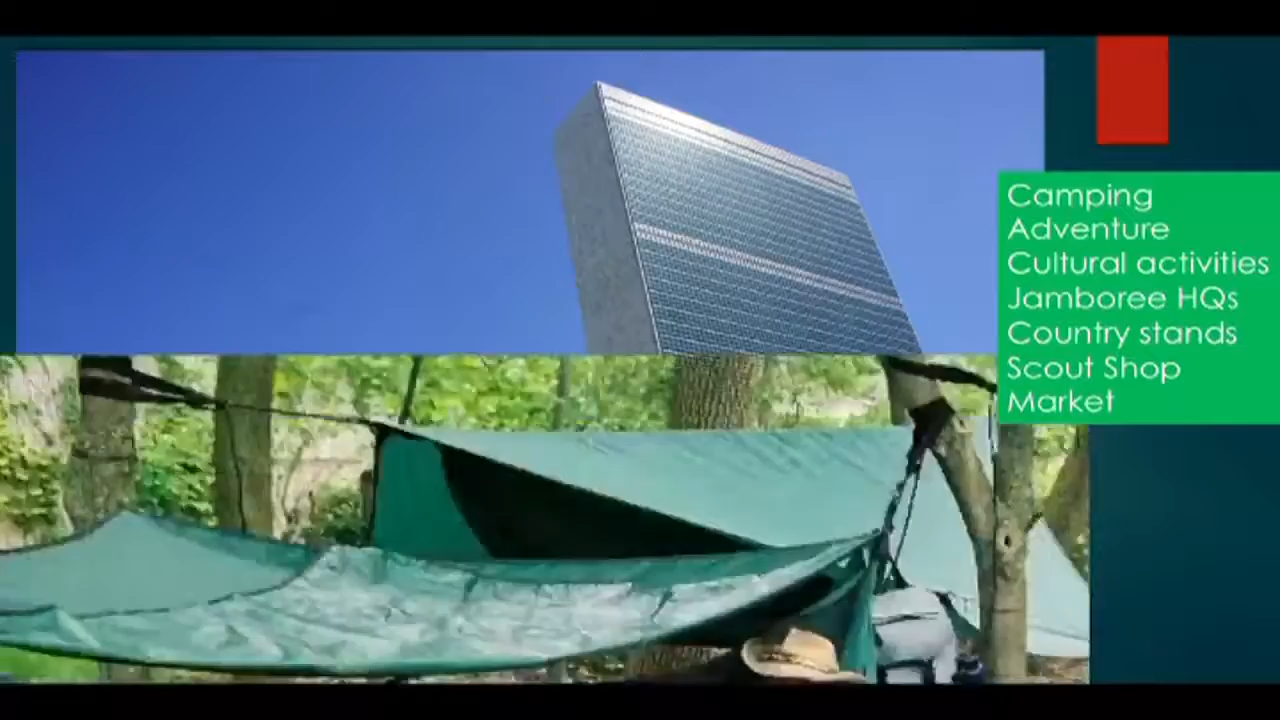 Camping
Adventure
Cultural activities
Jamboree HQs
Country stands
Scout Shop
Market